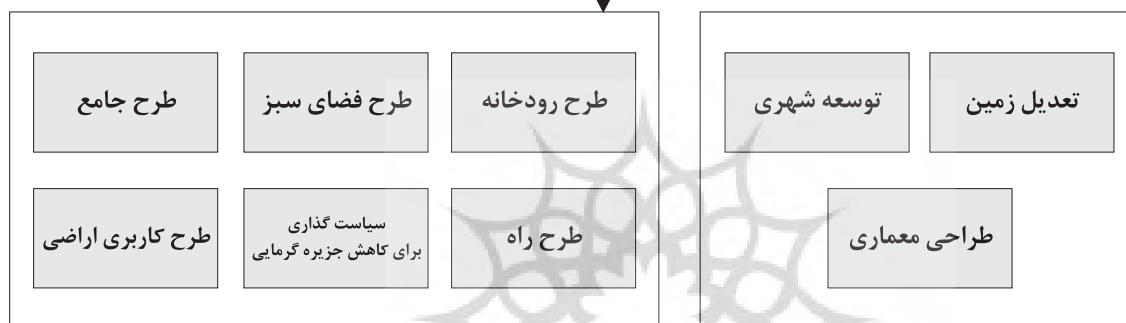 تعدیل زمین
توسعه شهری
طراحی معماری
طرح رودخانه
طرح فضای سبز
طرح جامع
طرح راه
سیاست گذاری
برای کاهش جزیره گرمایی
طرح کاربری اراضی